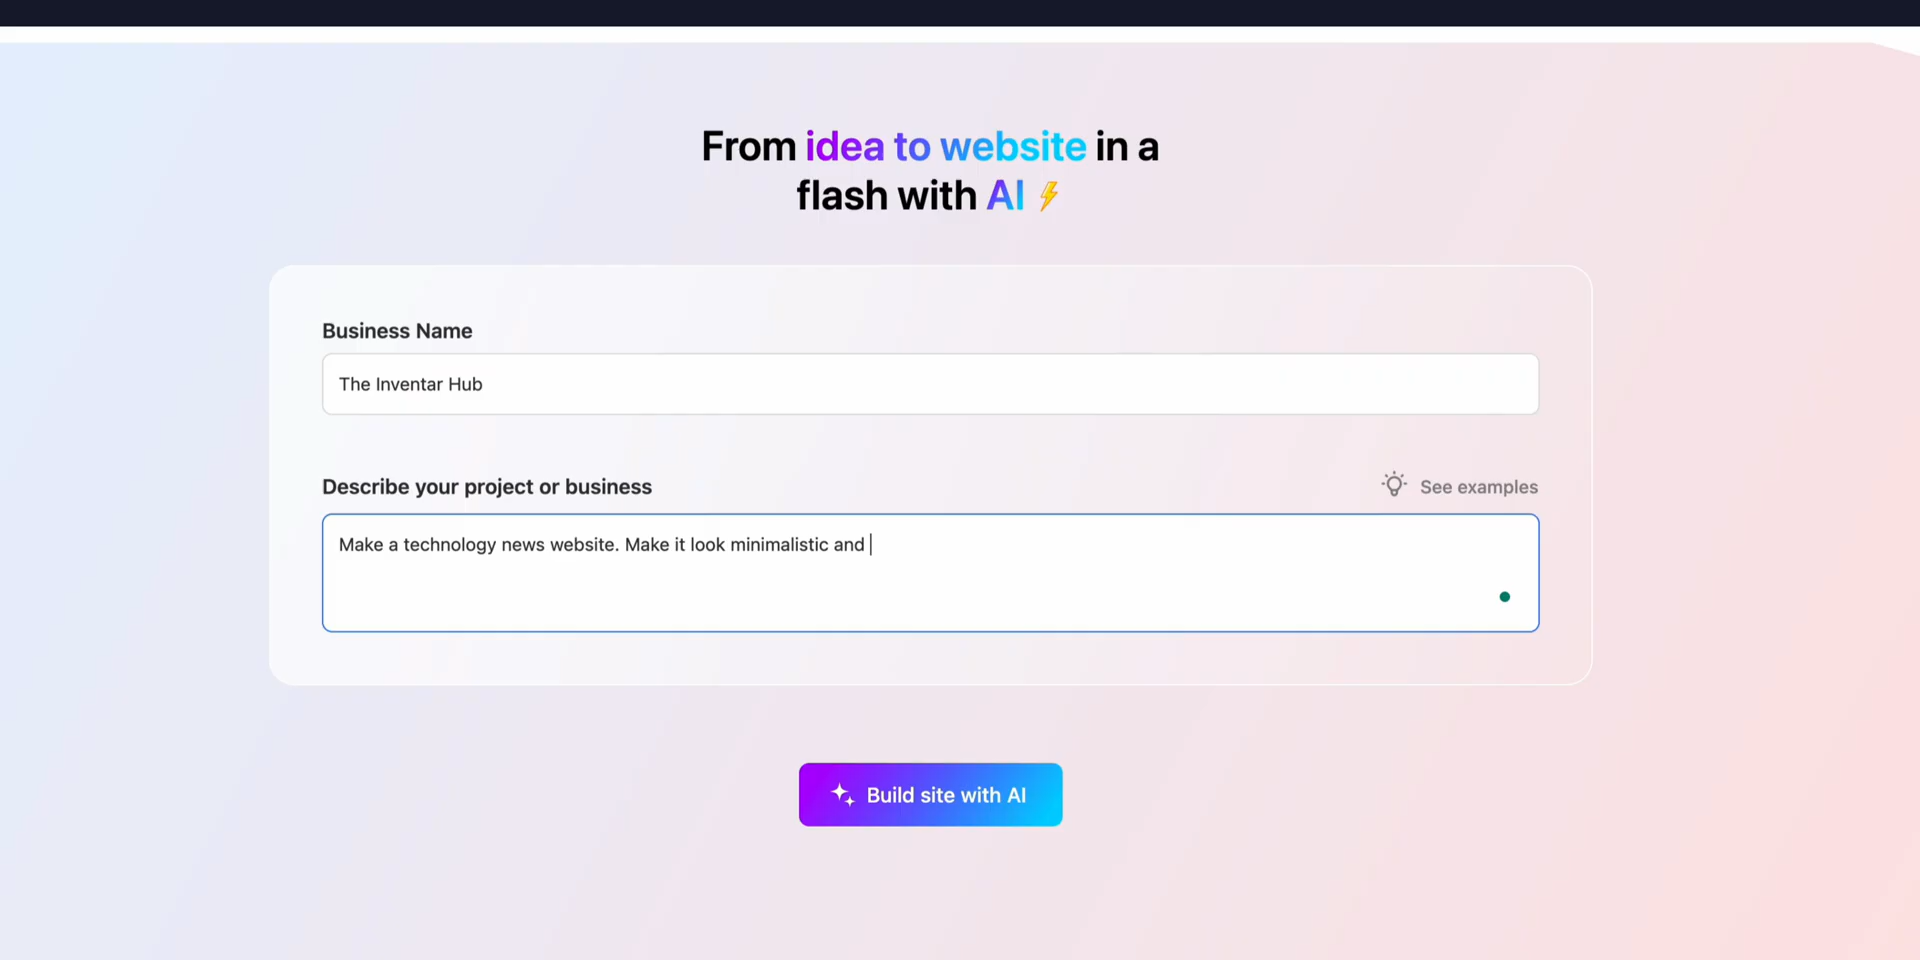 From idea to website in a
flash with AI ⚡
Business Name
The Inventar Hub
Describe your project or business
See examples
Make a technology news website. Make it look minimalistic and
Build site with AI